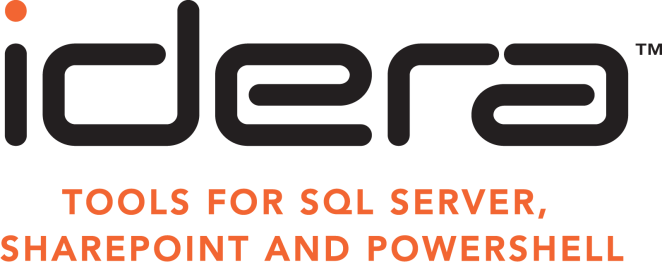 idera™
TOOLS FOR SQL SERVER,
SHAREPOINT AND POWERSHELL